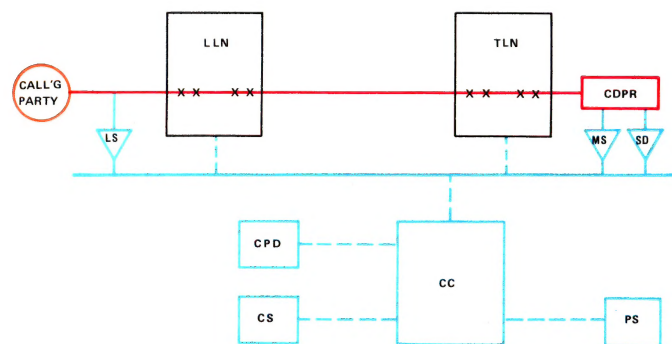 LLN
TLN
CALL'G
PARTY
X X X X
X X X X
CDPR
LS
MS
SD
CPD
CC
CS
PS